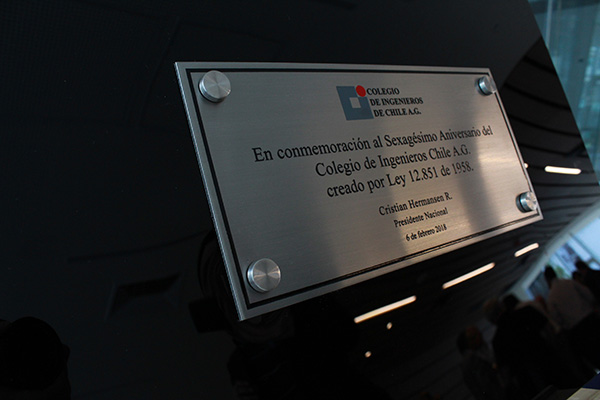 COLEGIO
DE INGENIEROS
DE CHILE A.G.
En conmemoración al Sexagésimo Aniversario del
Colegio de Ingenieros Chile A.G.
creado por Ley 12.851 de 1958.
Cristian Hermansen R.
Presidente Nacional
6 de febrero 2018